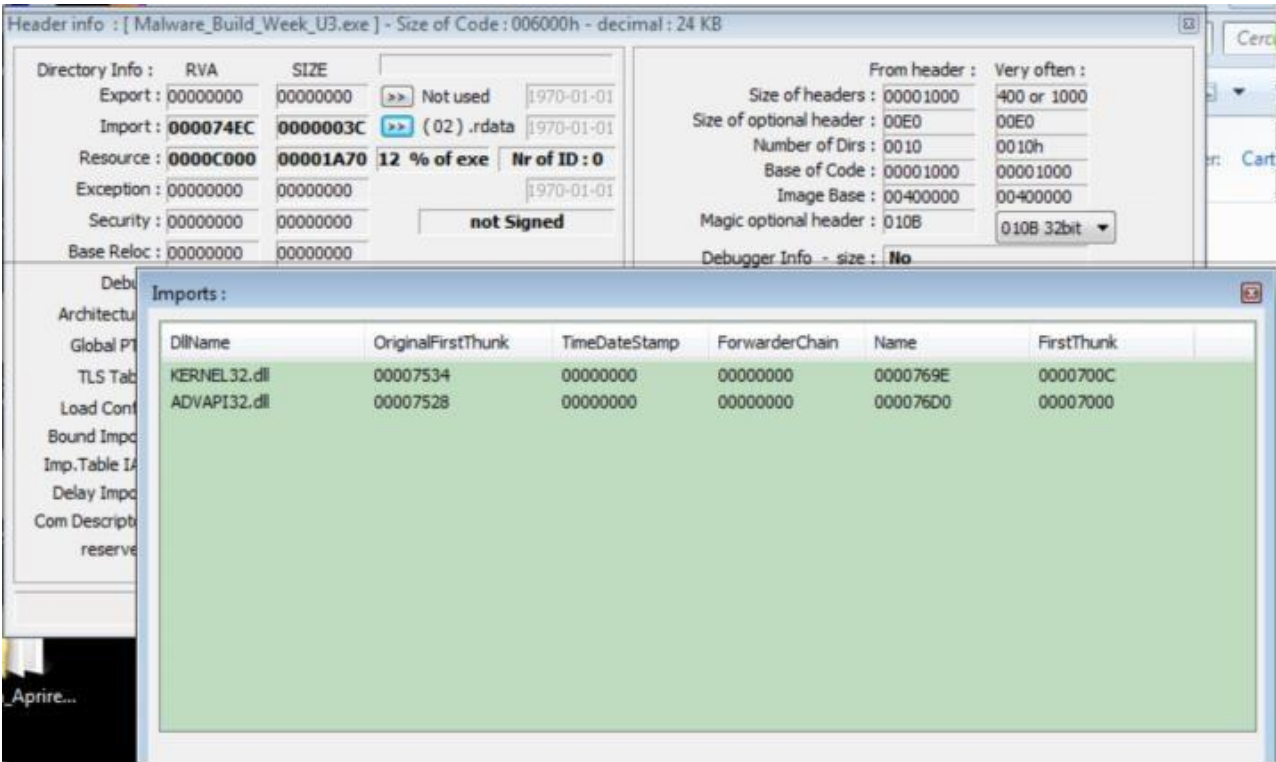 Header info : [ Malware_Build_Week_U3.exe ] - Size of Code : 006000h - decimal : 24 KB
Directory Info : RVA SIZE
Export : 00000000 00000000 >> Not used 1970-01-01
Import : 000074EC 0000003C >> ( 02 ) .rdata 1970-01-01
Resource : 0000C000 00001A70 12 % of exe Nr of ID : 0
Exception : 00000000 00000000 1970-01-01
Security : 00000000 00000000 not Signed
Base Reloc : 00000000 00000000
Debu
Architectu
Global PT
TLS Tab
Load Conf
Bound Impo
Imp.Table IA
Delay Impo
Com Descripto
reserve
From header : Very often :
Size of headers : 00001000 400 or 1000
Size of optional header : 00E0 00E0
Number of Dirs : 0010 0010h
Base of Code : 00001000 00001000
Image Base : 00400000 00400000
Magic optional header : 010B 010B 32bit
Debugger Info - size : No
Cerc
er: Cart
Imports :
DllName OriginalFirstThunk TimeDateStamp ForwarderChain Name FirstThunk
KERNEL32.dll 00007534 00000000 00000000 0000769E 0000700C
ADVAPI32.dll 00007528 00000000 00000000 000076D0 00007000
_Aprire...